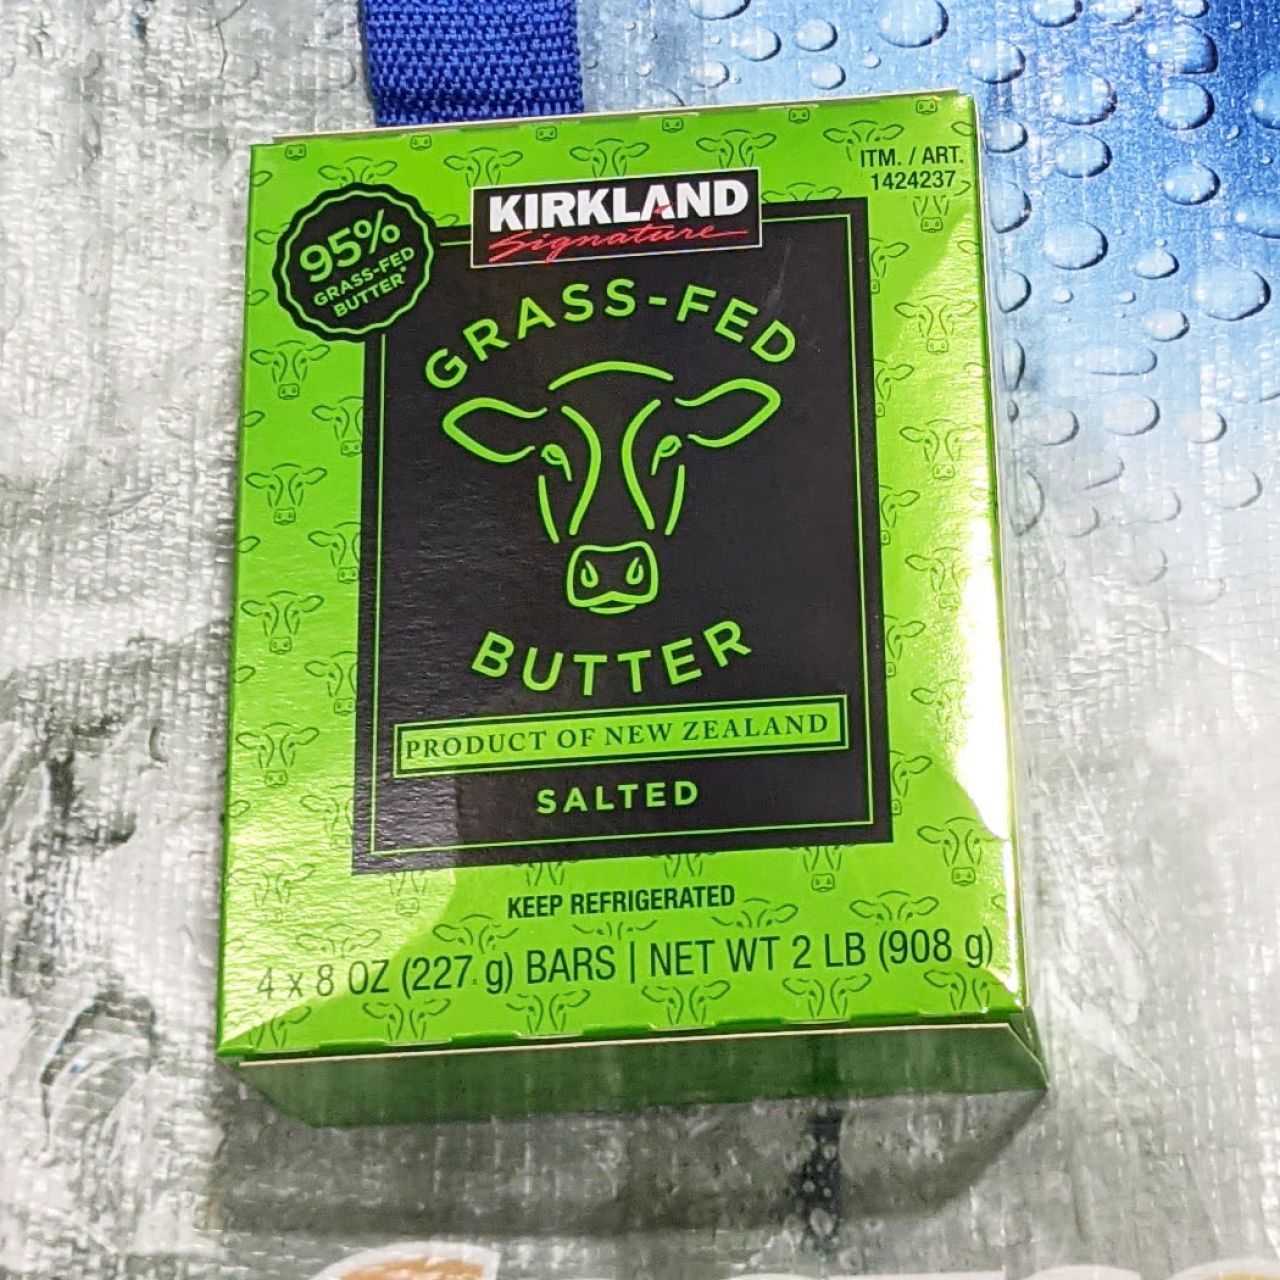 ITM. / ART.
1424237
KIRKLAND
Signature
95%
GRASS-FED
BUTTER*
GRASS-FED
BUTTER
PRODUCT OF NEW ZEALAND
SALTED
KEEP REFRIGERATED
4 x 8 OZ (227 g) BARS | NET WT 2 LB (908 g)